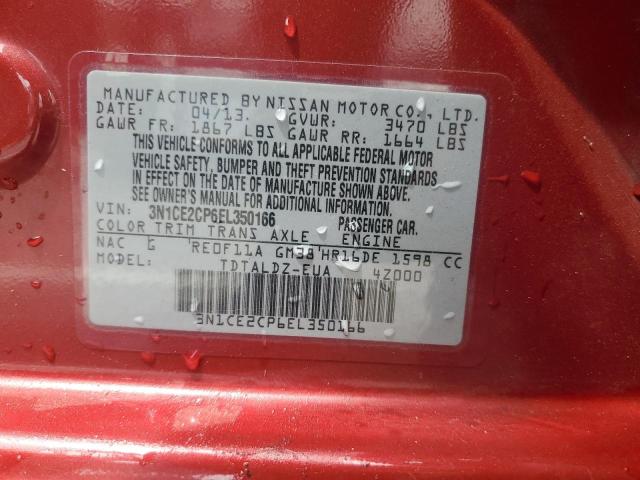 MANUFACTURED BY NISSAN MOTOR CO., LTD.
DATE: 04/13. GVWR: 3470 LBS
GAWR FR: 1867 LBS GAWR RR: 1664 LBS
THIS VEHICLE CONFORMS TO ALL APPLICABLE FEDERAL MOTOR
VEHICLE SAFETY, BUMPER AND THEFT PREVENTION STANDARDS
IN EFFECT ON THE DATE OF MANUFACTURE SHOWN ABOVE.
SEE OWNER'S MANUAL FOR ADDITIONAL INFORMATION.
VIN: 3N1CE2CP6EL350166 PASSENGER CAR.
COLOR TRIM TRANS AXLE ENGINE
NAC G RE0F11A GM38 HR16DE 1598 CC
MODEL: TDTALDZ-EUA 4Z000
3N1CE2CP6EL350166